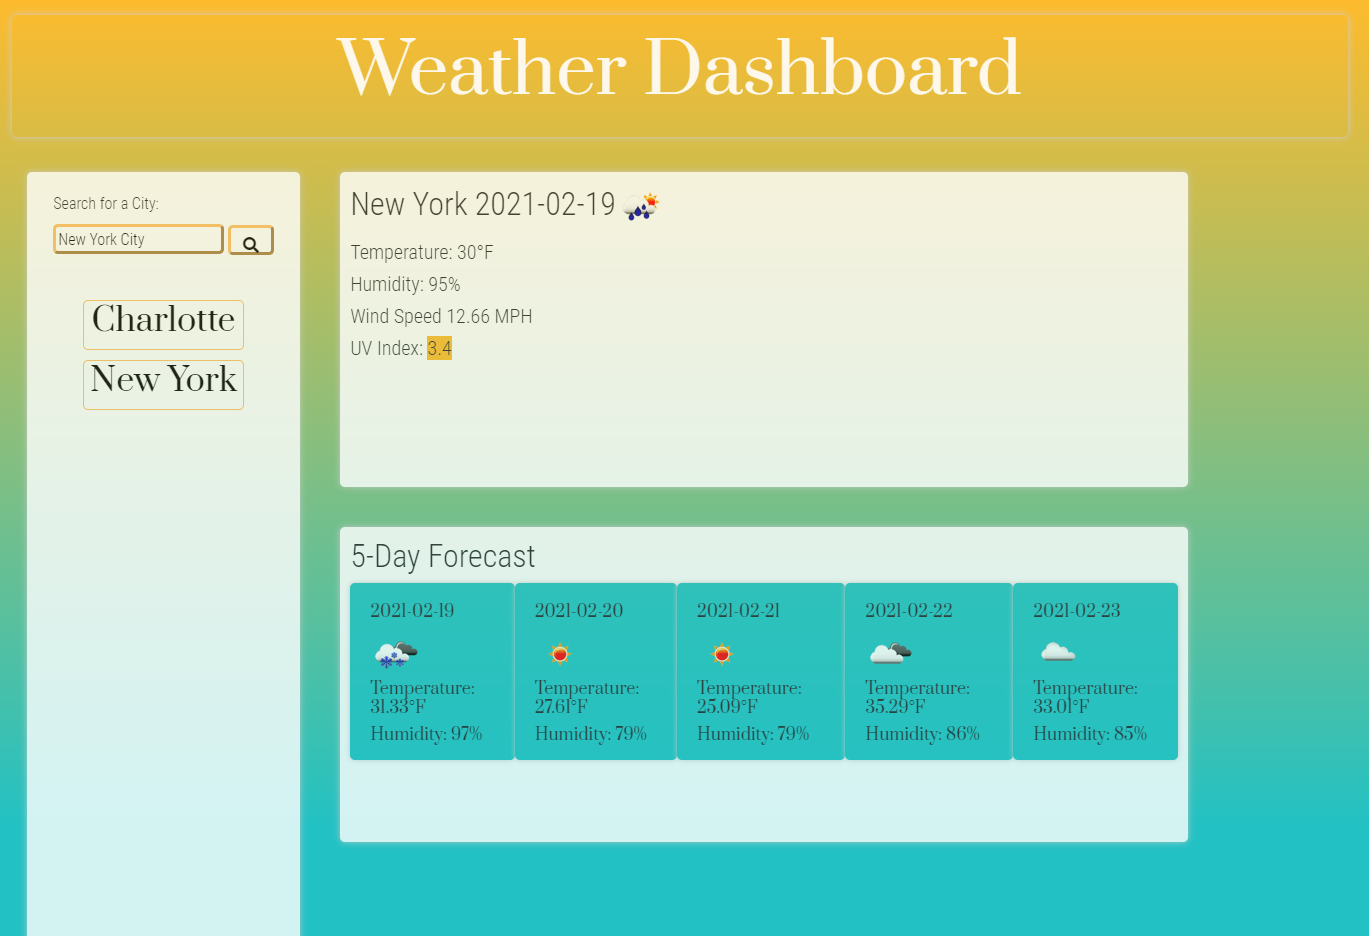 Weather Dashboard
Search for a City:
New York City
Charlotte
New York
New York 2021-02-19
Temperature: 30°F
Humidity: 95%
Wind Speed 12.66 MPH
UV Index: 3.4
5-Day Forecast
2021-02-19
Temperature:
31.33°F
Humidity: 97%
2021-02-20
Temperature:
27.61°F
Humidity: 79%
2021-02-21
Temperature:
25.09°F
Humidity: 79%
2021-02-22
Temperature:
35.29°F
Humidity: 86%
2021-02-23
Temperature:
33.01°F
Humidity: 85%